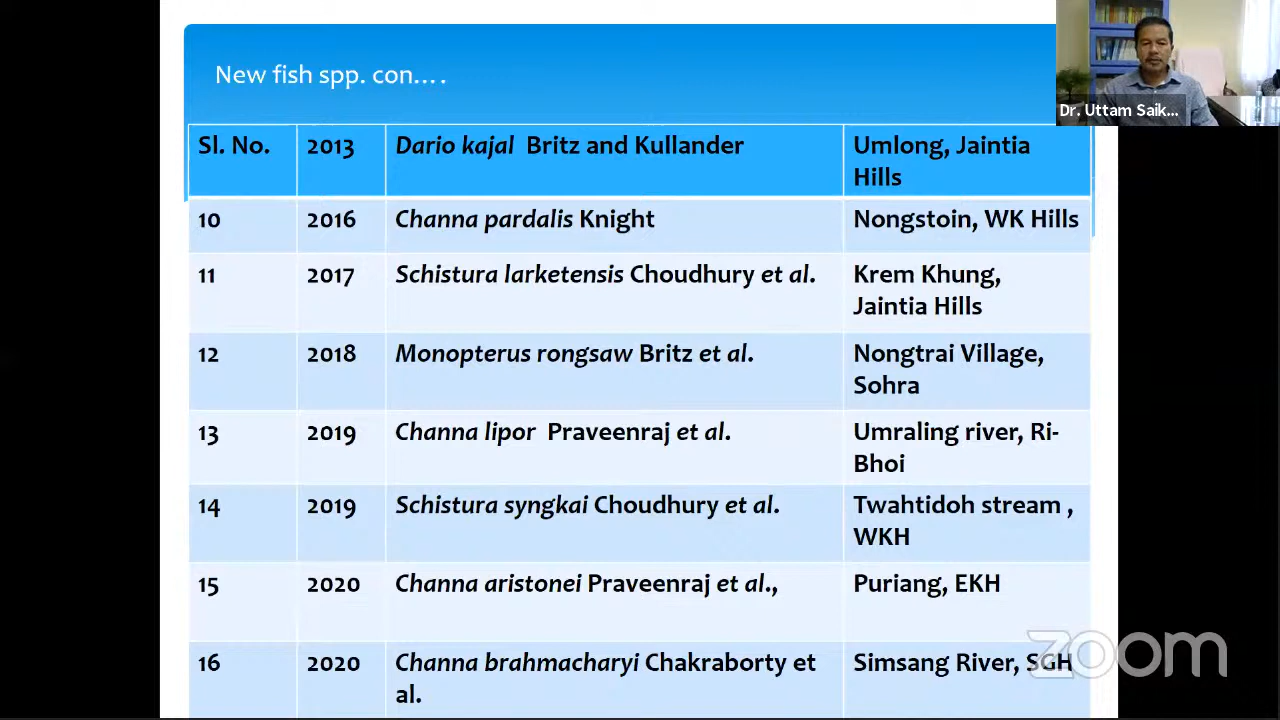 New fish spp. con....
Dr. Uttam Saik...
Sl. No. 2013 Dario kajal Britz and Kullander Umlong, Jaintia
Hills
10 2016 Channa pardalis Knight Nongstoin, WK Hills
11 2017 Schistura larketensis Choudhury et al. Krem Khung,
Jaintia Hills
12 2018 Monopterus rongsaw Britz et al. Nongtrai Village,
Sohra
13 2019 Channa lipor Praveenraj et al. Umraling river, Ri-
Bhoi
14 2019 Schistura syngkai Choudhury et al. Twahtidoh stream ,
WKH
15 2020 Channa aristonei Praveenraj et al., Puriang, EKH
16 2020 Channa brahmacharyi Chakraborty et Simsang River, SGH
al.
zoom